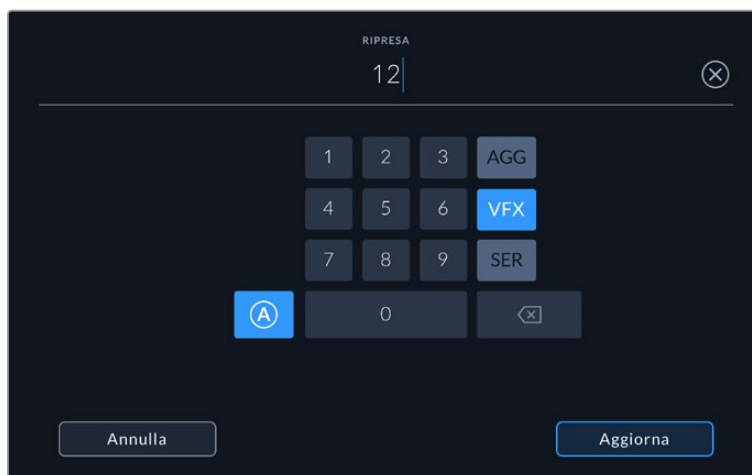 RIPRESA
12
1 2 3 AGG
4 5 6 VFX
7 8 9 SER
A 0
Annulla Aggiorna